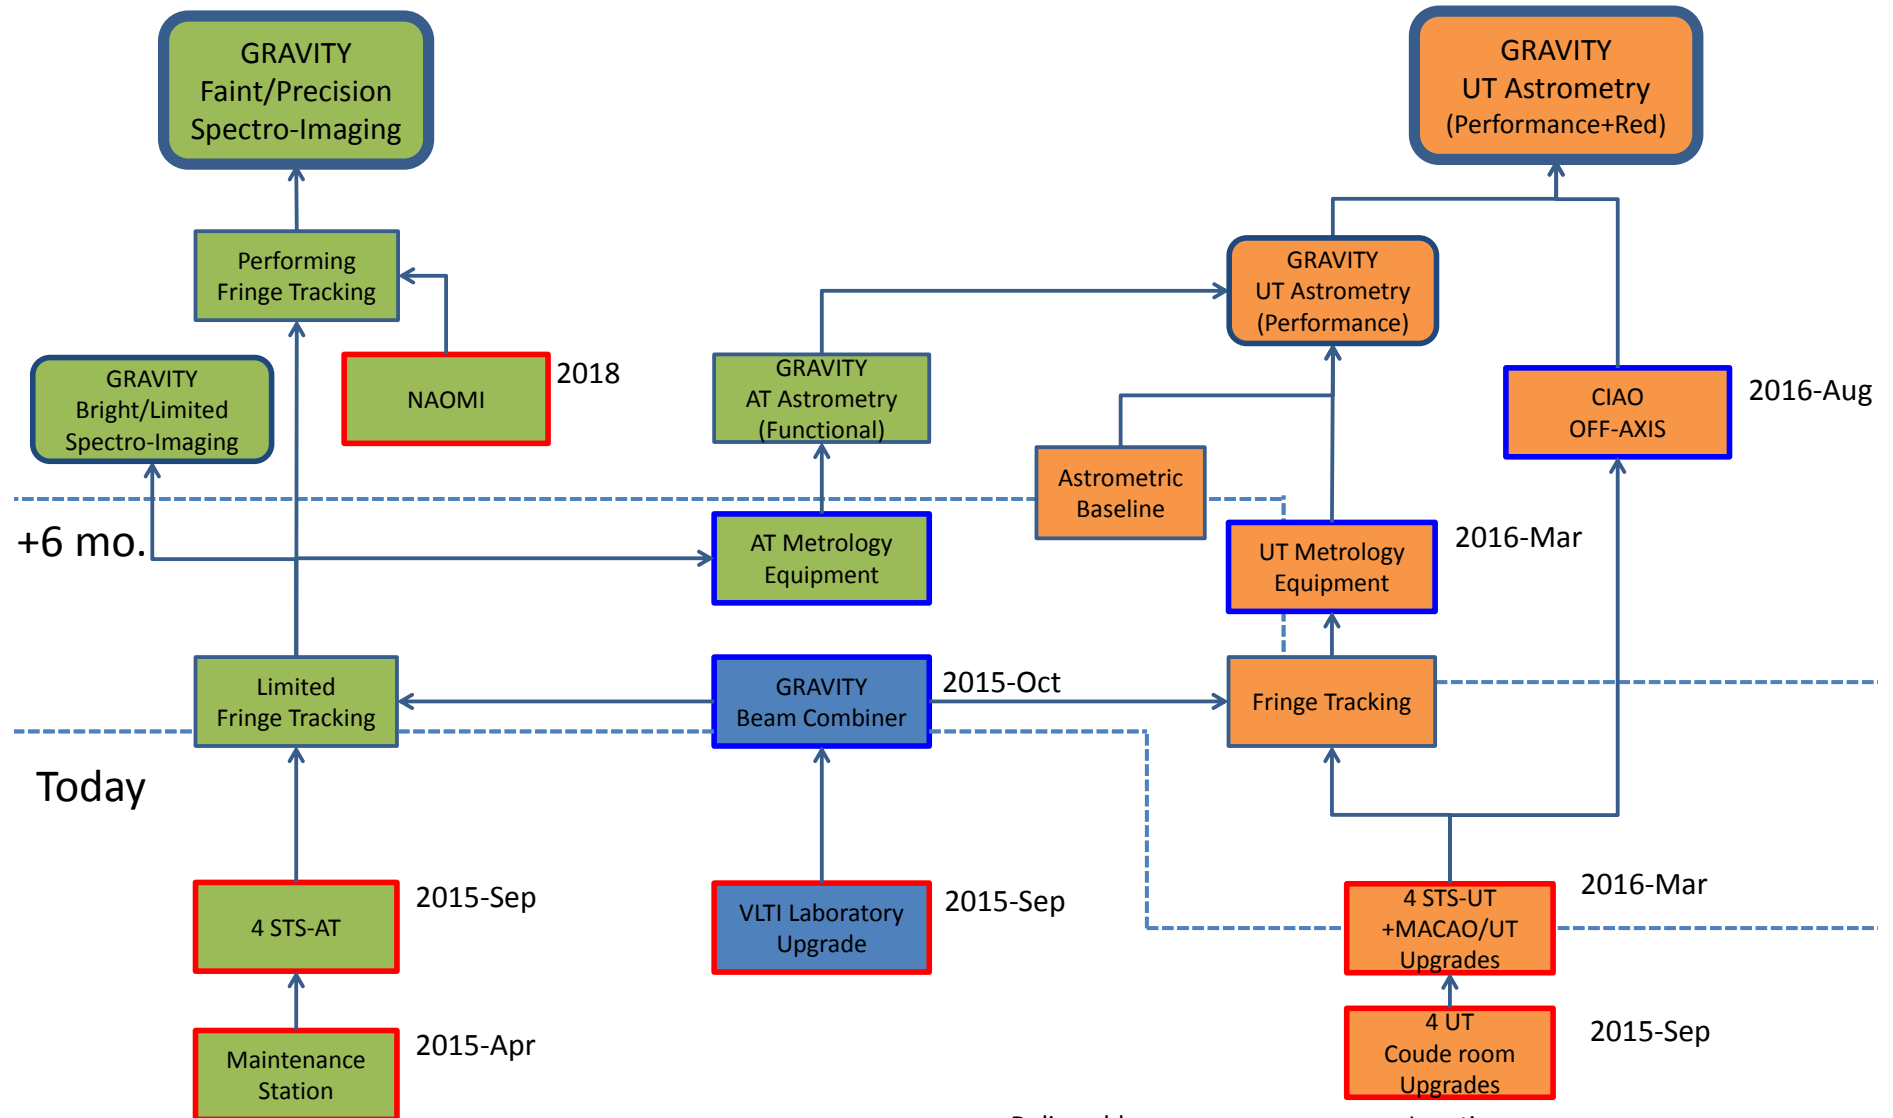 GRAVITY
Faint/Precision
Spectro-Imaging
GRAVITY
UT Astrometry
(Performance+Red)
Performing
Fringe Tracking
GRAVITY
UT Astrometry
(Performance)
GRAVITY
Bright/Limited
Spectro-Imaging
NAOMI
2018
GRAVITY
AT Astrometry
(Functional)
CIAO
OFF-AXIS
2016-Aug
Astrometric
Baseline
+6 mo.
AT Metrology
Equipment
UT Metrology
Equipment
2016-Mar
Limited
Fringe Tracking
GRAVITY
Beam Combiner
2015-Oct
Fringe Tracking
Today
4 STS-AT
2015-Sep
VLTI Laboratory
Upgrade
2015-Sep
4 STS-UT
+MACAO/UT
Upgrades
2016-Mar
Maintenance
Station
2015-Apr
4 UT
Coude room
Upgrades
2015-Sep